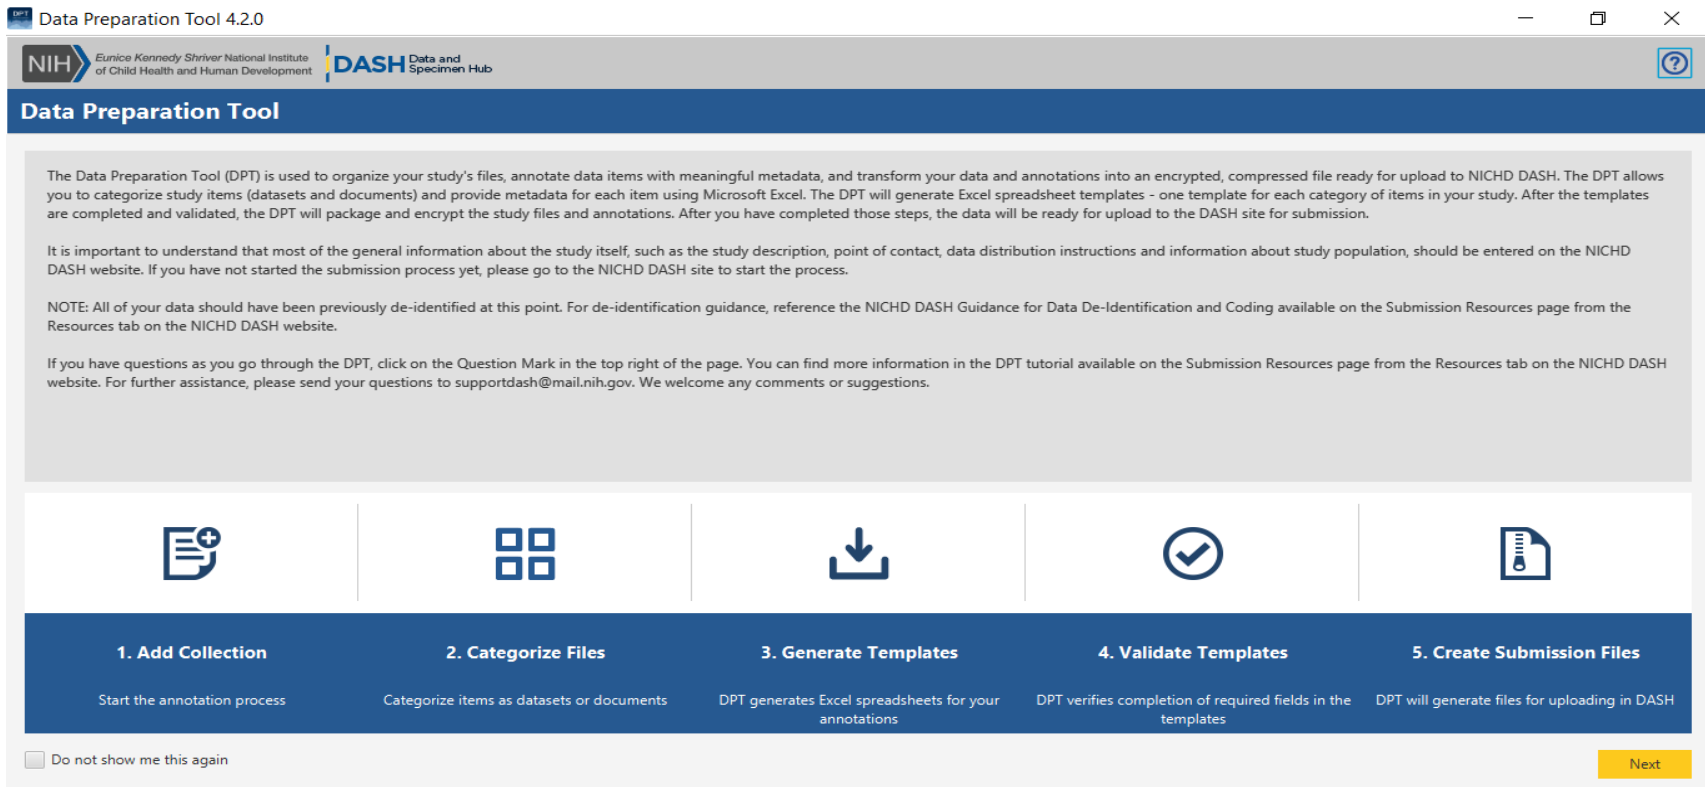 DPT Data Preparation Tool 4.2.0
NIH Eunice Kennedy Shriver National Institute
of Child Health and Human Development
DASH Data and
Specimen Hub
?
Data Preparation Tool
The Data Preparation Tool (DPT) is used to organize your study's files, annotate data items with meaningful metadata, and transform your data and annotations into an encrypted, compressed file ready for upload to NICHD DASH. The DPT allows
you to categorize study items (datasets and documents) and provide metadata for each item using Microsoft Excel. The DPT will generate Excel spreadsheet templates - one template for each category of items in your study. After the templates
are completed and validated, the DPT will package and encrypt the study files and annotations. After you have completed those steps, the data will be ready for upload to the DASH site for submission.
It is important to understand that most of the general information about the study itself, such as the study description, point of contact, data distribution instructions and information about study population, should be entered on the NICHD
DASH website. If you have not started the submission process yet, please go to the NICHD DASH site to start the process.
NOTE: All of your data should have been previously de-identified at this point. For de-identification guidance, reference the NICHD DASH Guidance for Data De-Identification and Coding available on the Submission Resources page from the
Resources tab on the NICHD DASH website.
If you have questions as you go through the DPT, click on the Question Mark in the top right of the page. You can find more information in the DPT tutorial available on the Submission Resources page from the Resources tab on the NICHD DASH
website. For further assistance, please send your questions to supportdash@mail.nih.gov. We welcome any comments or suggestions.
1. Add Collection
Start the annotation process
2. Categorize Files
Categorize items as datasets or documents
3. Generate Templates
DPT generates Excel spreadsheets for your
annotations
4. Validate Templates
DPT verifies completion of required fields in the
templates
5. Create Submission Files
DPT will generate files for uploading in DASH
Do not show me this again
Next